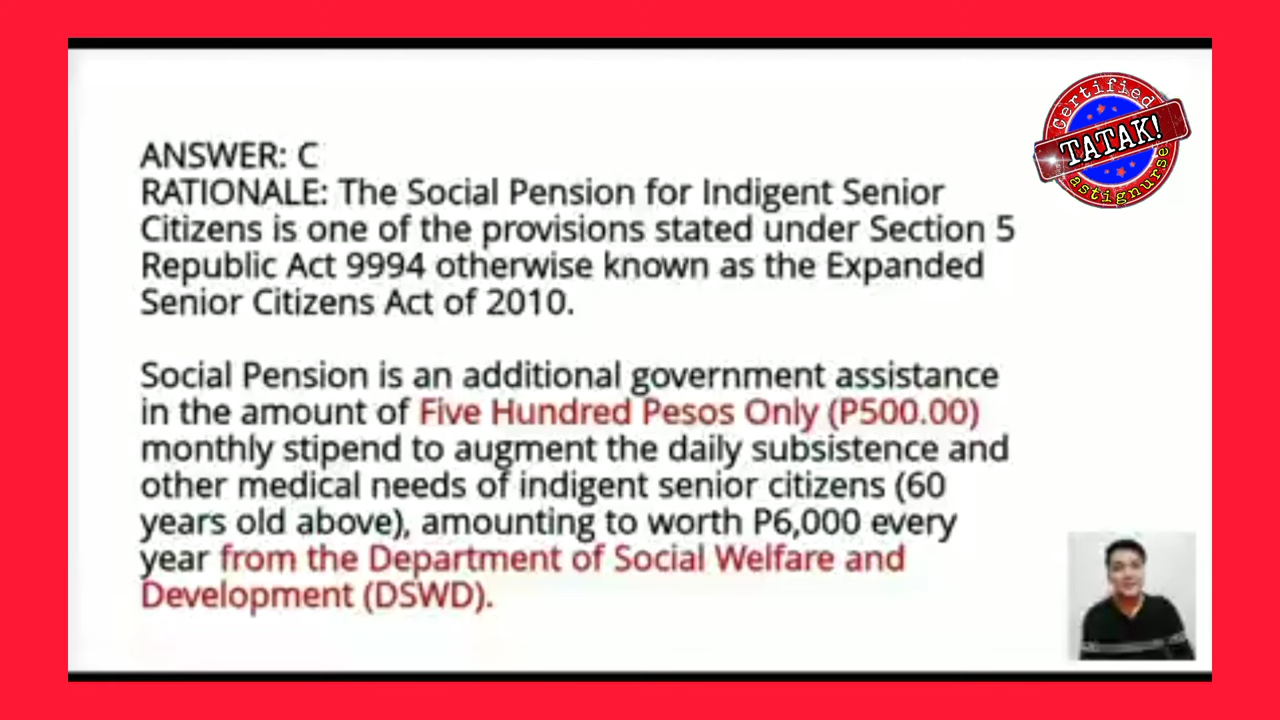 ANSWER: C
RATIONALE: The Social Pension for Indigent Senior
Citizens is one of the provisions stated under Section 5
Republic Act 9994 otherwise known as the Expanded
Senior Citizens Act of 2010.
Social Pension is an additional government assistance
in the amount of Five Hundred Pesos Only (P500.00)
monthly stipend to augment the daily subsistence and
other medical needs of indigent senior citizens (60
years old above), amounting to worth P6,000 every
year from the Department of Social Welfare and
Development (DSWD).
Certified
TATAK!
astignurse